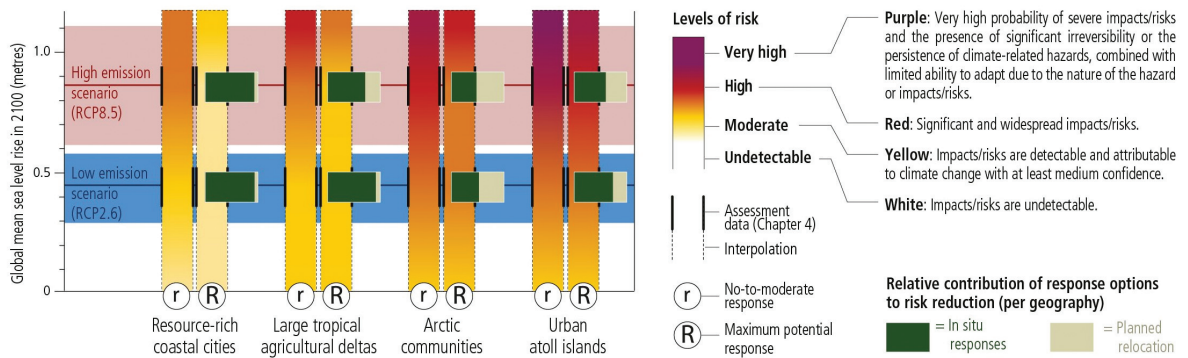 Global mean sea level rise in 2100 (metres)
1.0
0.5
0
High emission
scenario
(RCP8.5)
Low emission
scenario
(RCP2.6)
r
R
r
R
r
R
r
R
Resource-rich
coastal cities
Large tropical
agricultural deltas
Arctic
communities
Urban
atoll islands
Levels of risk
Very high
High
Moderate
Undetectable
Assessment
data (Chapter 4)
Interpolation
r
No-to-moderate
response
R
Maximum potential
response
Purple: Very high probability of severe impacts/risks
and the presence of significant irreversibility or the
persistence of climate-related hazards, combined with
limited ability to adapt due to the nature of the hazard
or impacts/risks.
Red: Significant and widespread impacts/risks.
Yellow: Impacts/risks are detectable and attributable
to climate change with at least medium confidence.
White: Impacts/risks are undetectable.
Relative contribution of response options
to risk reduction (per geography)
= In situ
responses
= Planned
relocation